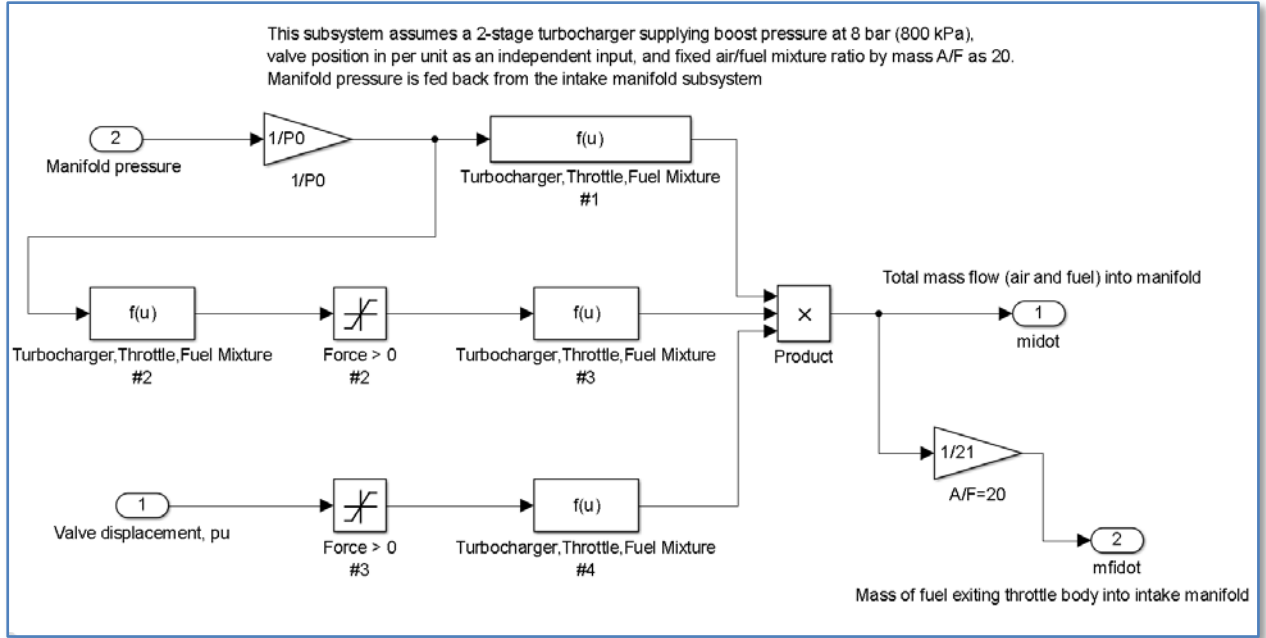 This subsystem assumes a 2-stage turbocharger supplying boost pressure at 8 bar (800 kPa),
valve position in per unit as an independent input, and fixed air/fuel mixture ratio by mass A/F as 20.
Manifold pressure is fed back from the intake manifold subsystem
2
Manifold pressure
1/P0
1/P0
f(u)
Turbocharger,Throttle,Fuel Mixture
#1
f(u)
Turbocharger,Throttle,Fuel Mixture
#2
Force > 0
#2
f(u)
Turbocharger,Throttle,Fuel Mixture
#3
×
Product
Total mass flow (air and fuel) into manifold
1
midot
1
Valve displacement, pu
Force > 0
#3
f(u)
Turbocharger,Throttle,Fuel Mixture
#4
1/21
A/F=20
2
mfidot
Mass of fuel exiting throttle body into intake manifold